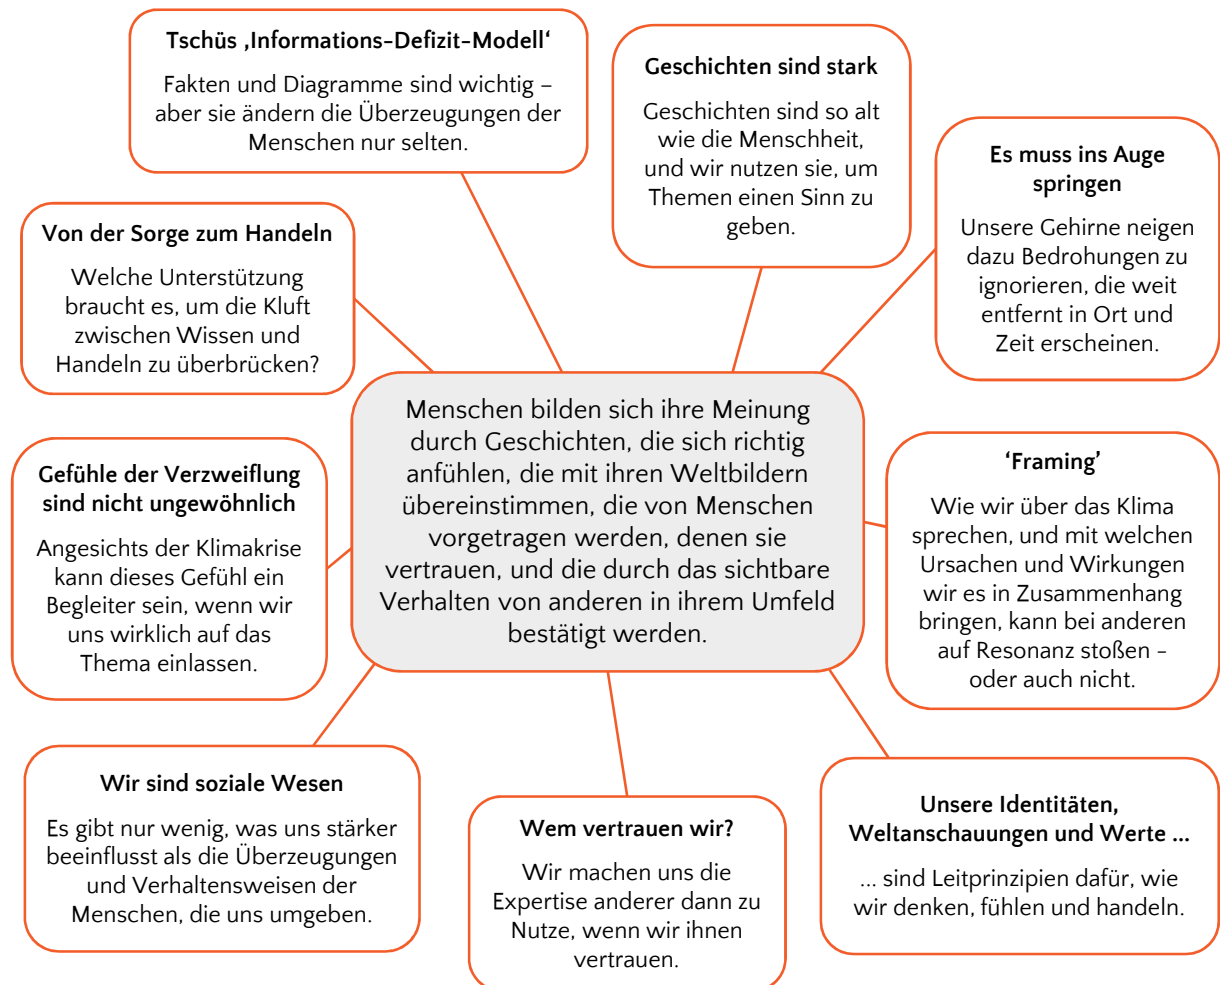 Tschüs ‚Informations-Defizit-Modell‘
Fakten und Diagramme sind wichtig –
aber sie ändern die Überzeugungen der
Menschen nur selten.
Geschichten sind stark
Geschichten sind so alt
wie die Menschheit,
und wir nutzen sie, um
Themen einen Sinn zu
geben.
Es muss ins Auge
springen
Unsere Gehirne neigen
dazu Bedrohungen zu
ignorieren, die weit
entfernt in Ort und
Zeit erscheinen.
Von der Sorge zum Handeln
Welche Unterstützung
braucht es, um die Kluft
zwischen Wissen und
Handeln zu überbrücken?
Menschen bilden sich ihre Meinung
durch Geschichten, die sich richtig
anfühlen, die mit ihren Weltbildern
übereinstimmen, die von Menschen
vorgetragen werden, denen sie
vertrauen, und die durch das sichtbare
Verhalten von anderen in ihrem Umfeld
bestätigt werden.
Gefühle der Verzweiflung
sind nicht ungewöhnlich
Angesichts der Klimakrise
kann dieses Gefühl ein
Begleiter sein, wenn wir
uns wirklich auf das
Thema einlassen.
‘Framing’
Wie wir über das Klima
sprechen, und mit welchen
Ursachen und Wirkungen
wir es in Zusammenhang
bringen, kann bei anderen
auf Resonanz stoßen –
oder auch nicht.
Wir sind soziale Wesen
Es gibt nur wenig, was uns stärker
beeinflusst als die Überzeugungen
und Verhaltensweisen der
Menschen, die uns umgeben.
Wem vertrauen wir?
Wir machen uns die
Expertise anderer dann zu
Nutze, wenn wir ihnen
vertrauen.
Unsere Identitäten,
Weltanschauungen und Werte ...
... sind Leitprinzipien dafür, wie
wir denken, fühlen und handeln.